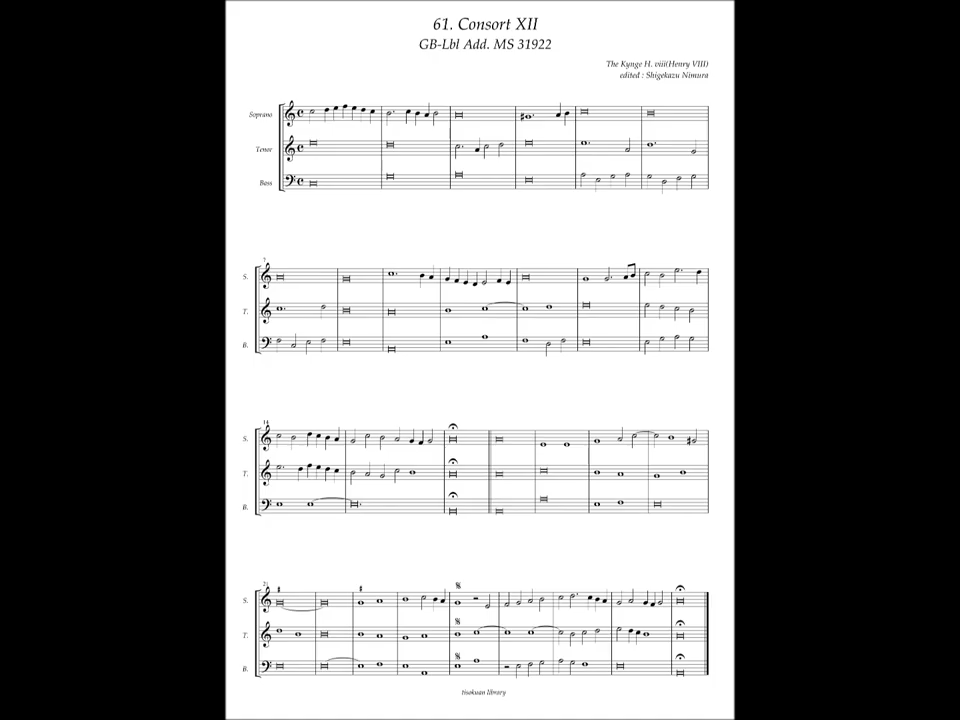 61. Consort XII
GB-Lbl Add. MS 31922
The Kynge H. viii(Henry VIII)
edited : Shigekazu Nimura
Soprano
Tenor
Bass
7
S.
T.
B.
14
S.
T.
B.
21
S.
T.
B.
tisokuan library